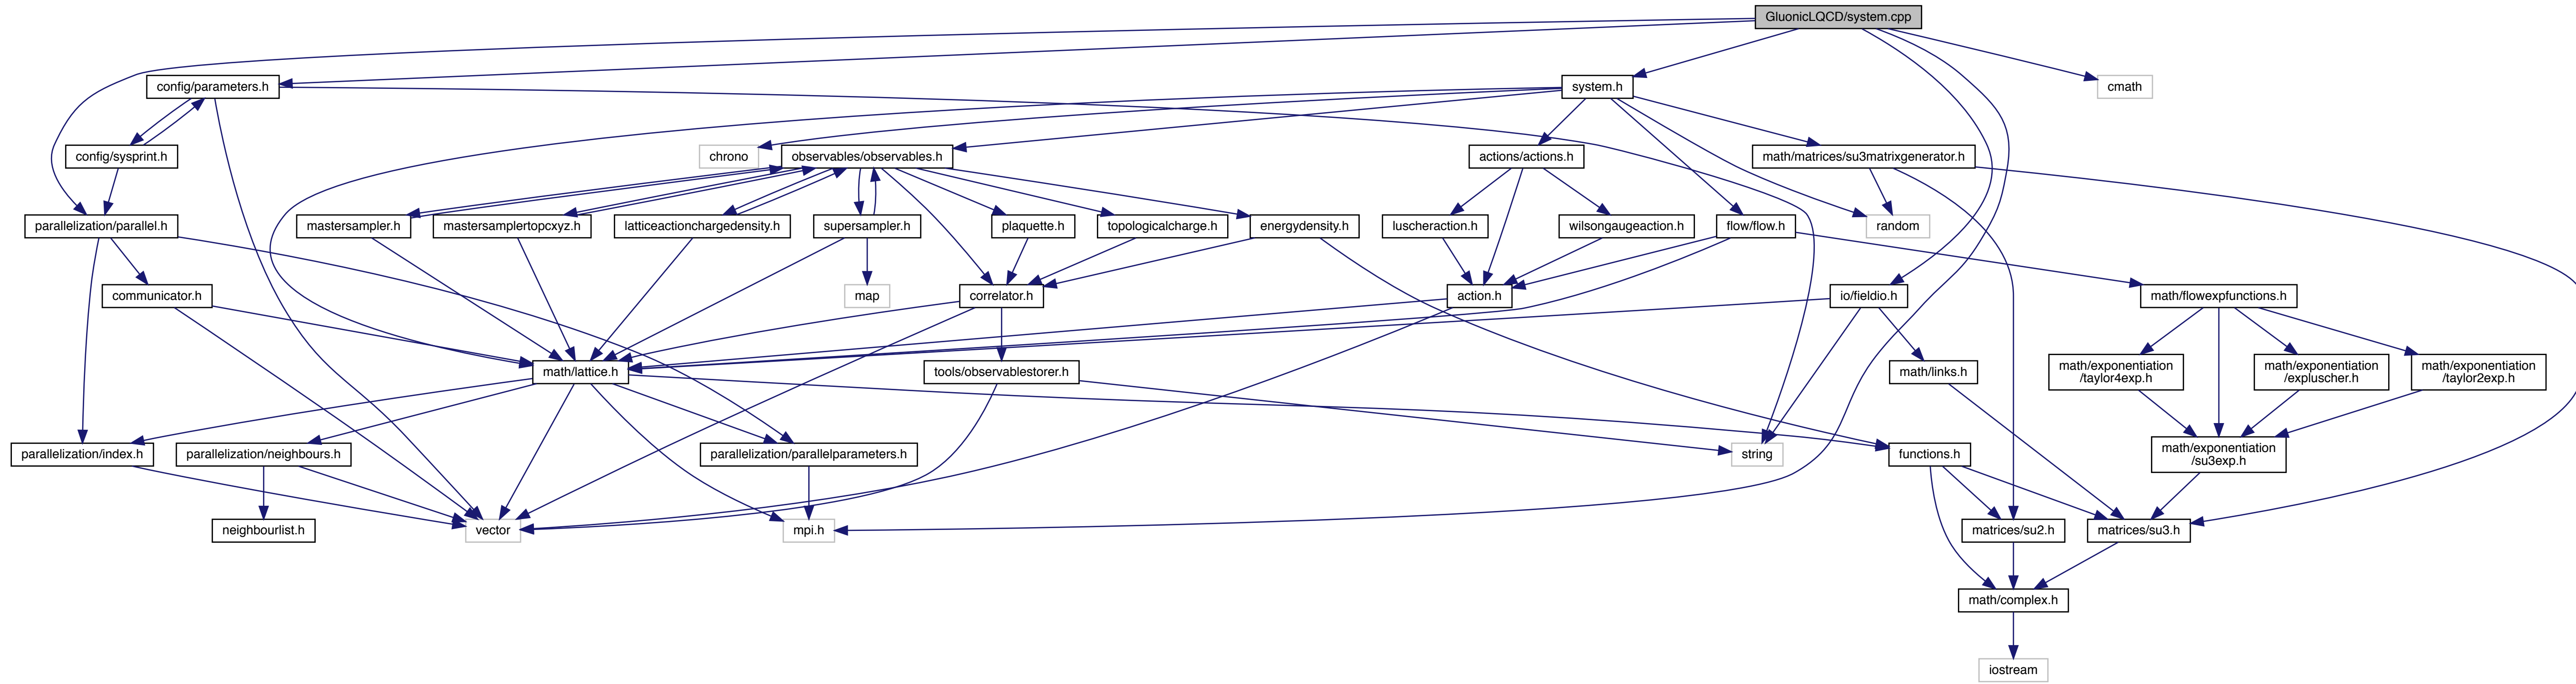 GluonicLQCD/system.cpp
config/parameters.h
system.h
cmath
config/sysprint.h
chrono
observables/observables.h
actions/actions.h
math/matrices/su3matrixgenerator.h
parallelization/parallel.h
mastersampler.h
mastersamplertopcxyz.h
latticeactionchargedensity.h
supersampler.h
plaquette.h
topologicalcharge.h
energydensity.h
luscheraction.h
wilsongaugeaction.h
flow/flow.h
random
communicator.h
map
correlator.h
action.h
io/fieldio.h
math/flowexpfunctions.h
math/lattice.h
tools/observablestorer.h
math/links.h
math/exponentiation
/taylor4exp.h
math/exponentiation
/expluscher.h
math/exponentiation
/taylor2exp.h
parallelization/index.h
parallelization/neighbours.h
parallelization/parallelparameters.h
string
functions.h
math/exponentiation
/su3exp.h
neighbourlist.h
vector
mpi.h
matrices/su2.h
matrices/su3.h
math/complex.h
iostream